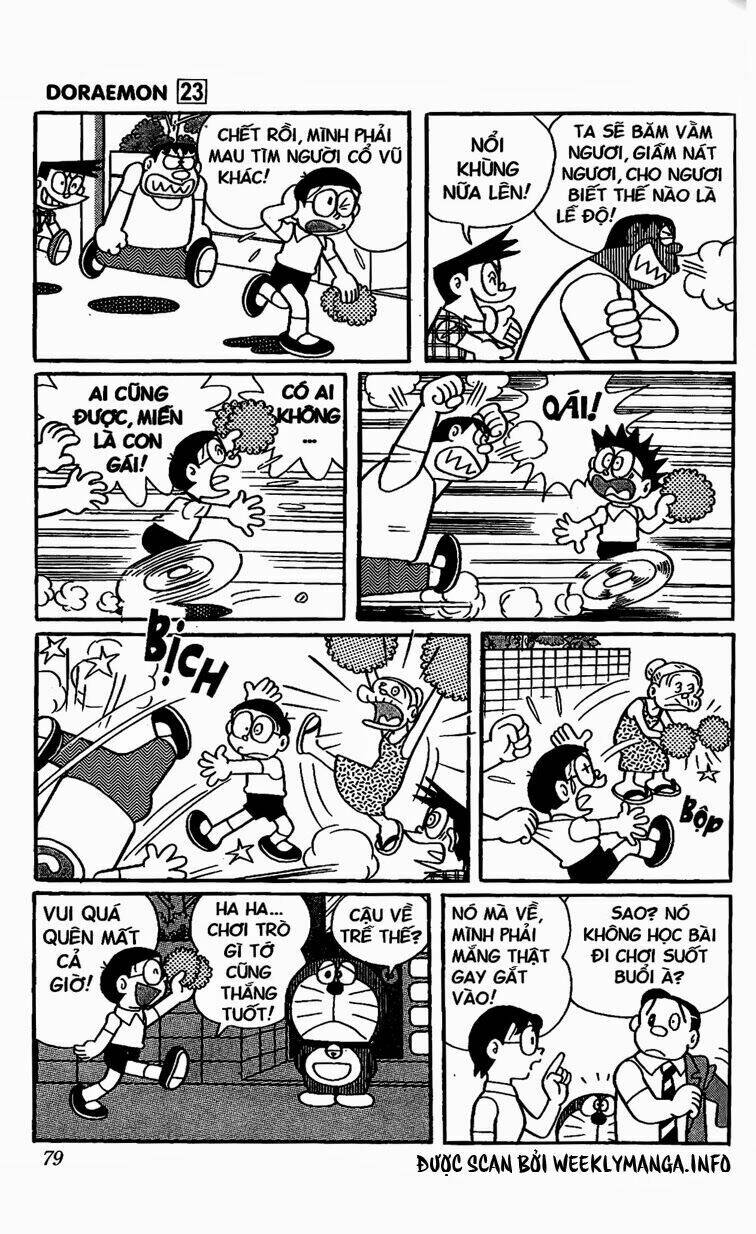 DORAEMON 23
CHẾT RỒI, MÌNH PHẢI
MAU TÌM NGƯỜI CỔ VŨ
KHÁC!
NỔI
KHÙNG
NỮA LÊN!
TA SẼ BĂM VẰM
NGƯƠI, GIẪM NÁT
NGƯƠI, CHO NGƯƠI
BIẾT THẾ NÀO LÀ
LỄ ĐỘ!
AI CŨNG
ĐƯỢC, MIỄN
LÀ CON
GÁI!
CÓ AI
KHÔNG
...
OÁI!
BỊCH
BỘP
VUI QUÁ
QUÊN MẤT
CẢ
GIỜ!
HA HA...
CHƠI TRÒ
GÌ TỚ
CŨNG
THẮNG
TUỐT!
CẬU VỀ
TRỄ THẾ?
NÓ MÀ VỀ,
MÌNH PHẢI
MẮNG THẬT
GAY GẮT
VÀO!
SAO? NÓ
KHÔNG HỌC BÀI
ĐI CHƠI SUỐT
BUỔI À?
79
ĐƯỢC SCAN BỞI WEEKLYMANGA.INFO